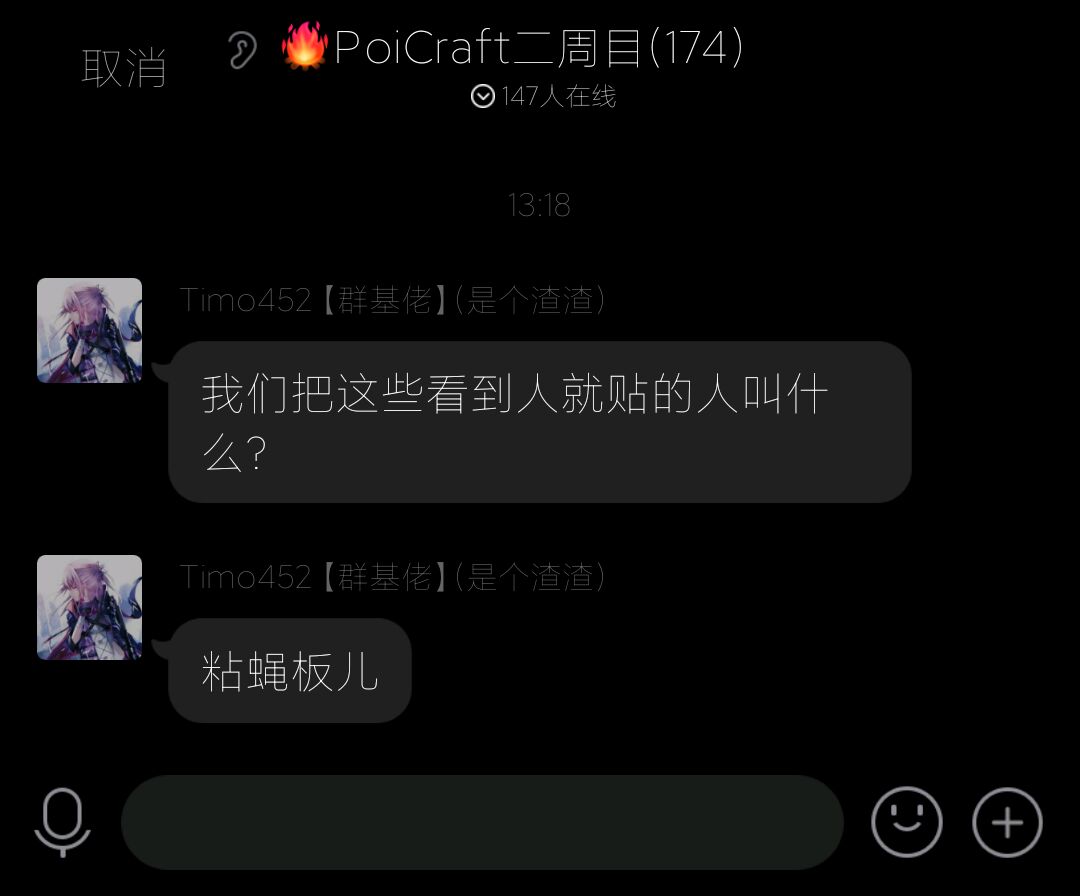 取消
🔥PoiCraft二周目(174)
147人在线
13:18
Timo452【群基佬】(是个渣渣)
我们把这些看到人就贴的人叫什
么?
Timo452【群基佬】(是个渣渣)
粘蝇板儿